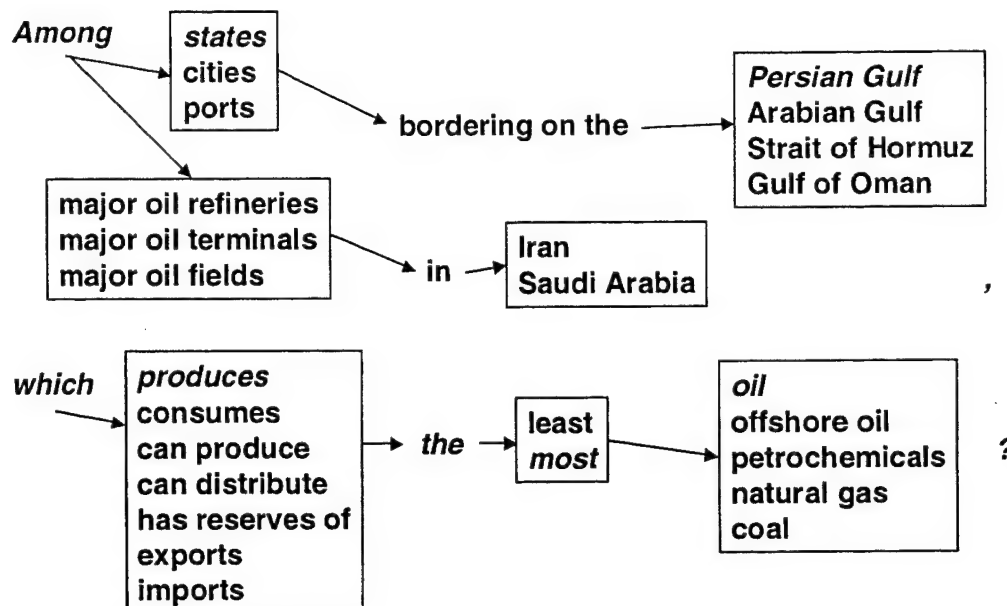 Among
states
cities
ports
bordering on the
Persian Gulf
Arabian Gulf
Strait of Hormuz
Gulf of Oman
major oil refineries
major oil terminals
major oil fields
in
Iran
Saudi Arabia
,
which
produces
consumes
can produce
can distribute
has reserves of
exports
imports
the
least
most
oil
offshore oil
petrochemicals
natural gas
coal
?